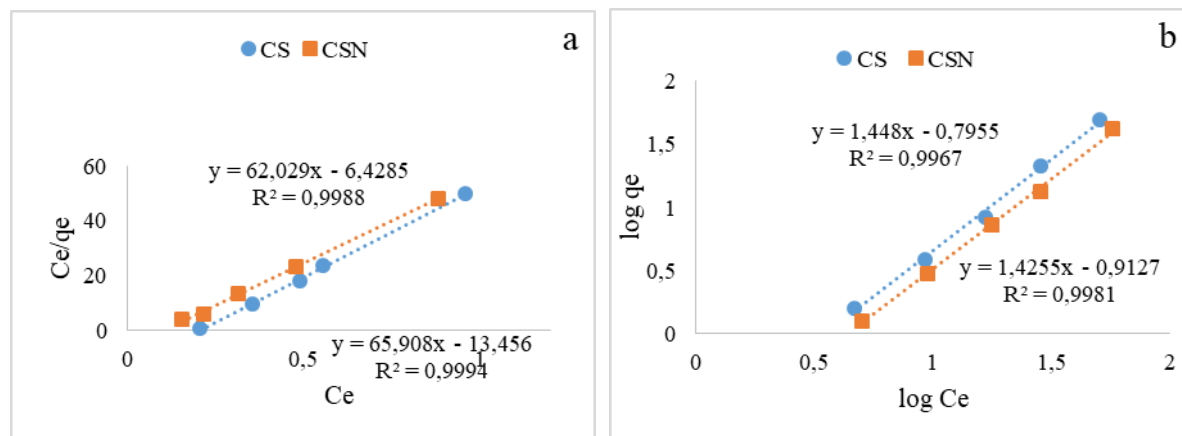 a
CS CSN
60
40
20
0
0 0,5 1
Ce/qe
Ce
y = 62,029x - 6,4285
R² = 0,9988
y = 65,908x - 13,456
R² = 0,9994
b
CS CSN
2
1,5
1
0,5
0
0 0,5 1 1,5 2
log qe
log Ce
y = 1,448x - 0,7955
R² = 0,9967
y = 1,4255x - 0,9127
R² = 0,9981